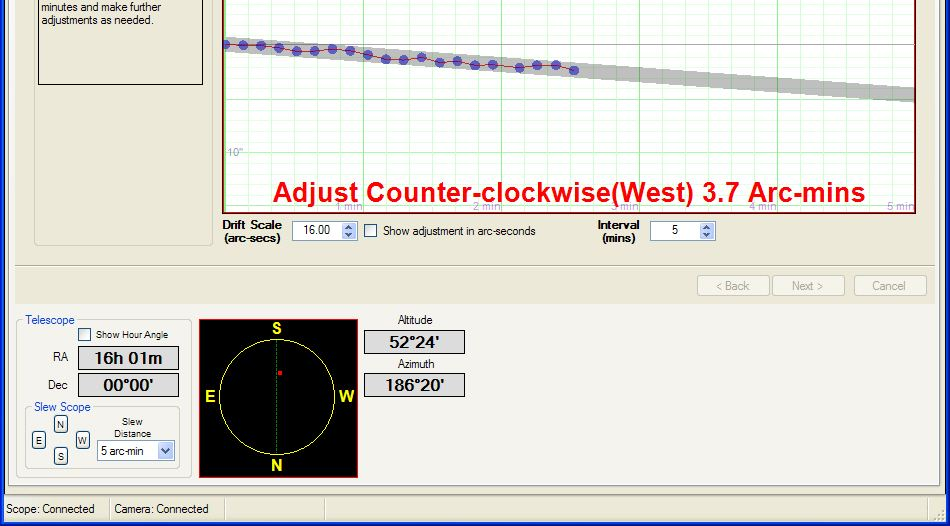 minutes and make further
adjustments as needed.
10"
Adjust Counter-clockwise(West) 3.7 Arc-mins
1 min
2 min
3 min
4 min
5 min
Drift Scale
(arc-secs)
16.00
Show adjustment in arc-seconds
Interval
(mins)
5
< Back
Next >
Cancel
Telescope
Show Hour Angle
RA
16h 01m
Dec
00°00'
Slew Scope
N
E
W
S
Slew
Distance
5 arc-min
S
E
W
N
Altitude
52°24'
Azimuth
186°20'
Scope: Connected
Camera: Connected